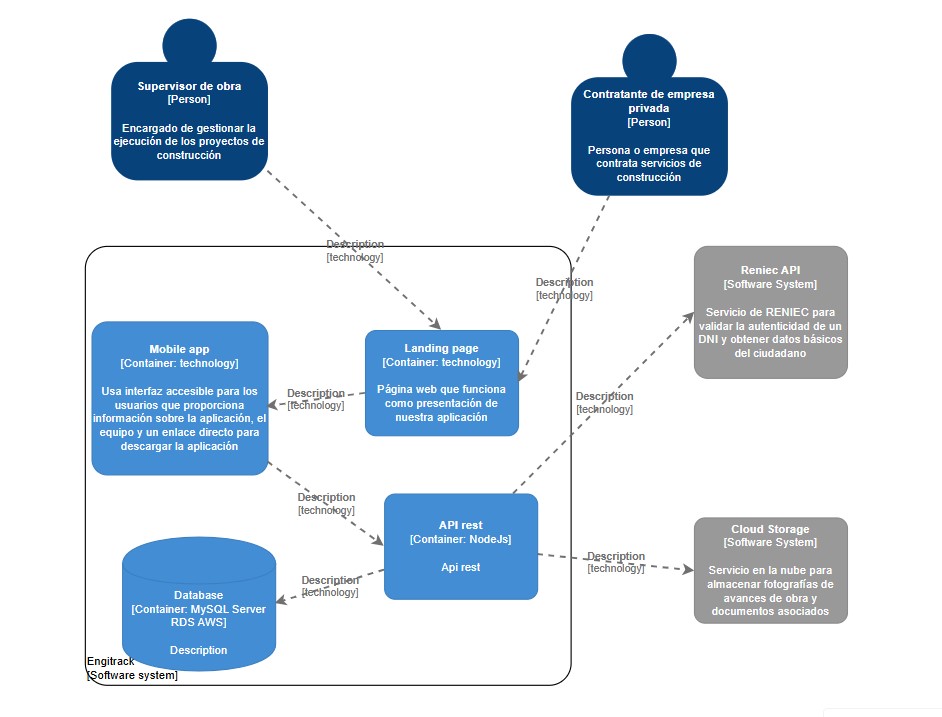 Supervisor de obra
[Person]
Encargado de gestionar la
ejecución de los proyectos de
construcción
Contratante de empresa
privada
[Person]
Persona o empresa que
contrata servicios de
construcción
Description
[technology]
Description
[technology]
Reniec API
[Software System]
Servicio de RENIEC para
validar la autenticidad de un
DNI y obtener datos básicos
del ciudadano
Mobile app
[Container: technology]
Usa interfaz accesible para los
usuarios que proporciona
información sobre la aplicación, el
equipo y un enlace directo para
descargar la aplicación
Description
[technology]
Landing page
[Container: technology]
Página web que funciona
como presentación de
nuestra aplicación
Description
[technology]
Description
[technology]
API rest
[Container: NodeJs]
Api rest
Description
[technology]
Cloud Storage
[Software System]
Servicio en la nube para
almacenar fotografías de
avances de obra y
documentos asociados
Description
[technology]
Database
[Container: MySQL Server
RDS AWS]
Description
Engitrack
[Software system]